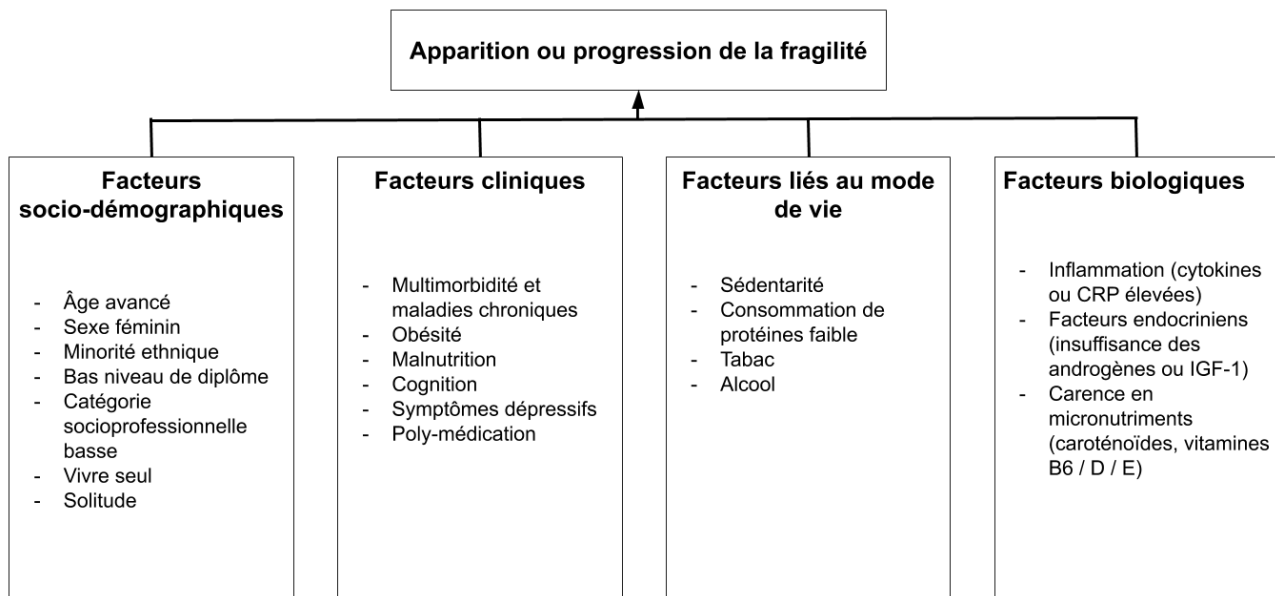 Apparition ou progression de la fragilité
Facteurs
socio-démographiques
- Âge avancé
- Sexe féminin
- Minorité ethnique
- Bas niveau de diplôme
- Catégorie
socioprofessionnelle
basse
- Vivre seul
- Solitude
Facteurs cliniques
- Multimorbidité et
maladies chroniques
- Obésité
- Malnutrition
- Cognition
- Symptômes dépressifs
- Poly-médication
Facteurs liés au mode
de vie
- Sédentarité
- Consommation de
protéines faible
- Tabac
- Alcool
Facteurs biologiques
- Inflammation (cytokines
ou CRP élevées)
- Facteurs endocriniens
(insuffisance des
androgènes ou IGF-1)
- Carence en
micronutriments
(caroténoïdes, vitamines
B6 / D / E)